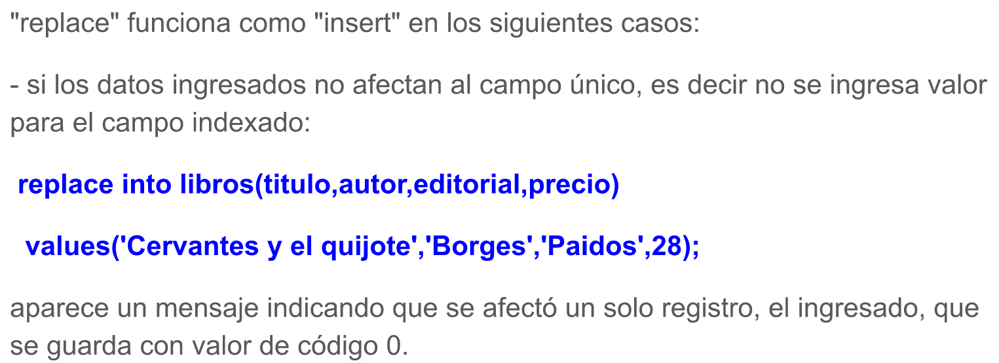 "replace" funciona como "insert" en los siguientes casos:
- si los datos ingresados no afectan al campo único, es decir no se ingresa valor
para el campo indexado:
replace into libros(titulo,autor,editorial,precio)
values('Cervantes y el quijote','Borges','Paidos',28);
aparece un mensaje indicando que se afectó un solo registro, el ingresado, que
se guarda con valor de código 0.